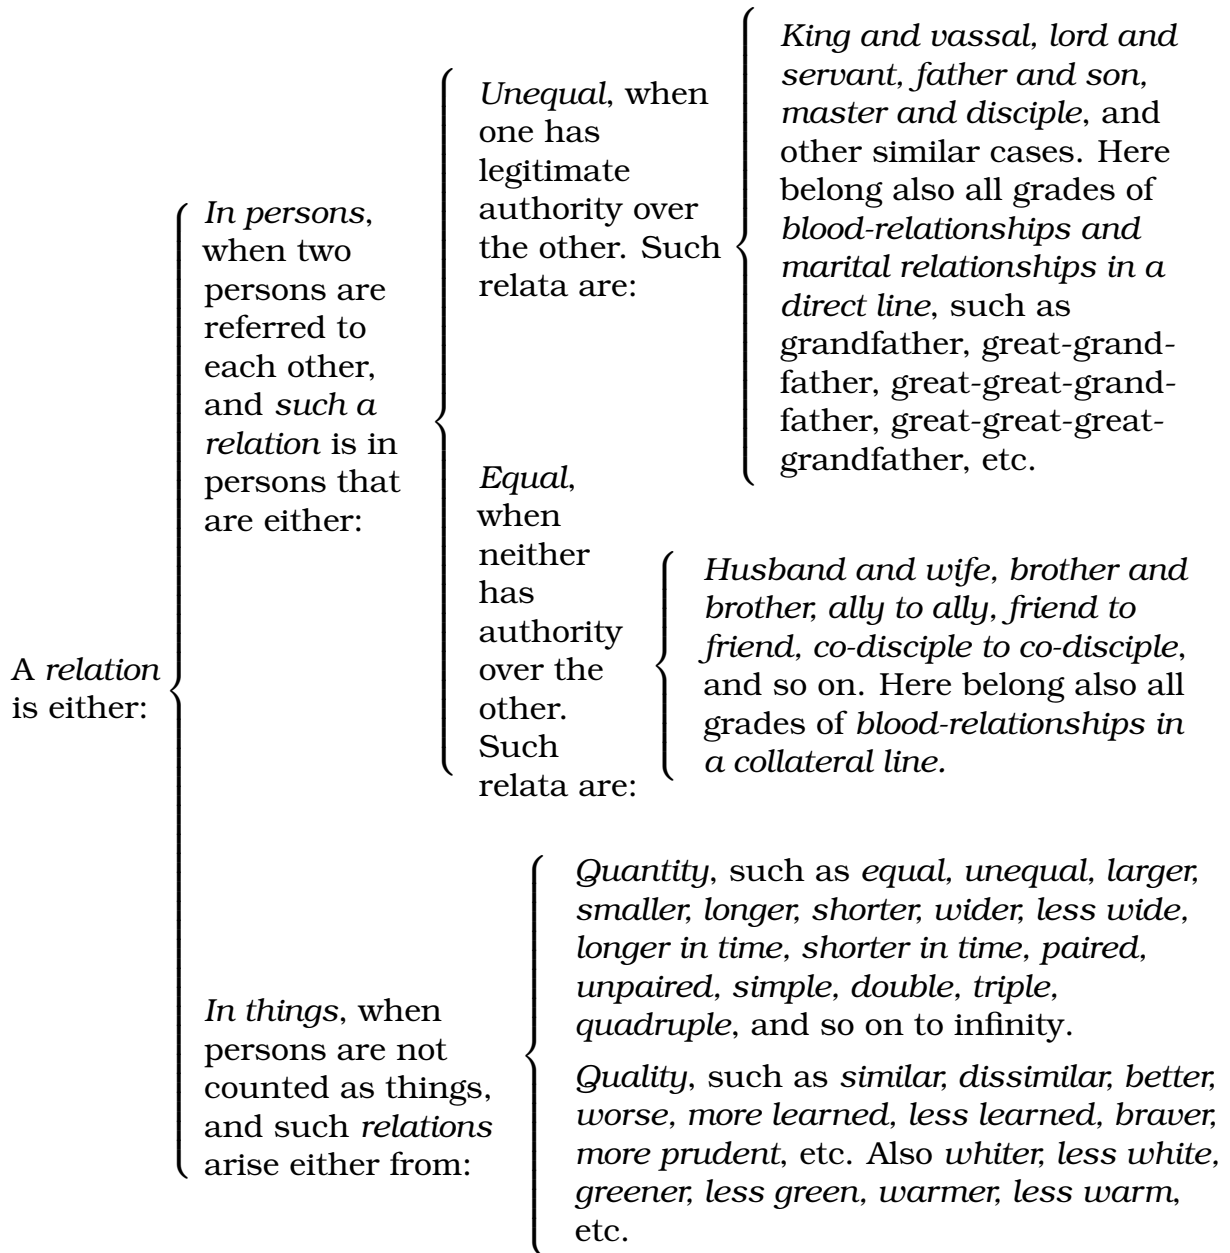 A relation
is either:
In persons,
when two
persons are
referred to
each other,
and such a
relation is in
persons that
are either:
Unequal, when
one has
legitimate
authority over
the other. Such
relata are:
King and vassal, lord and
servant, father and son,
master and disciple, and
other similar cases. Here
belong also all grades of
blood-relationships and
marital relationships in a
direct line, such as
grandfather, great-grand-
father, great-great-grand-
father, great-great-great-
grandfather, etc.
Equal,
when
neither
has
authority
over the
other.
Such
relata are:
Husband and wife, brother and
brother, ally to ally, friend to
friend, co-disciple to co-disciple,
and so on. Here belong also all
grades of blood-relationships in
a collateral line.
In things, when
persons are not
counted as things,
and such relations
arise either from:
Quantity, such as equal, unequal, larger,
smaller, longer, shorter, wider, less wide,
longer in time, shorter in time, paired,
unpaired, simple, double, triple,
quadruple, and so on to infinity.
Quality, such as similar, dissimilar, better,
worse, more learned, less learned, braver,
more prudent, etc. Also whiter, less white,
greener, less green, warmer, less warm,
etc.